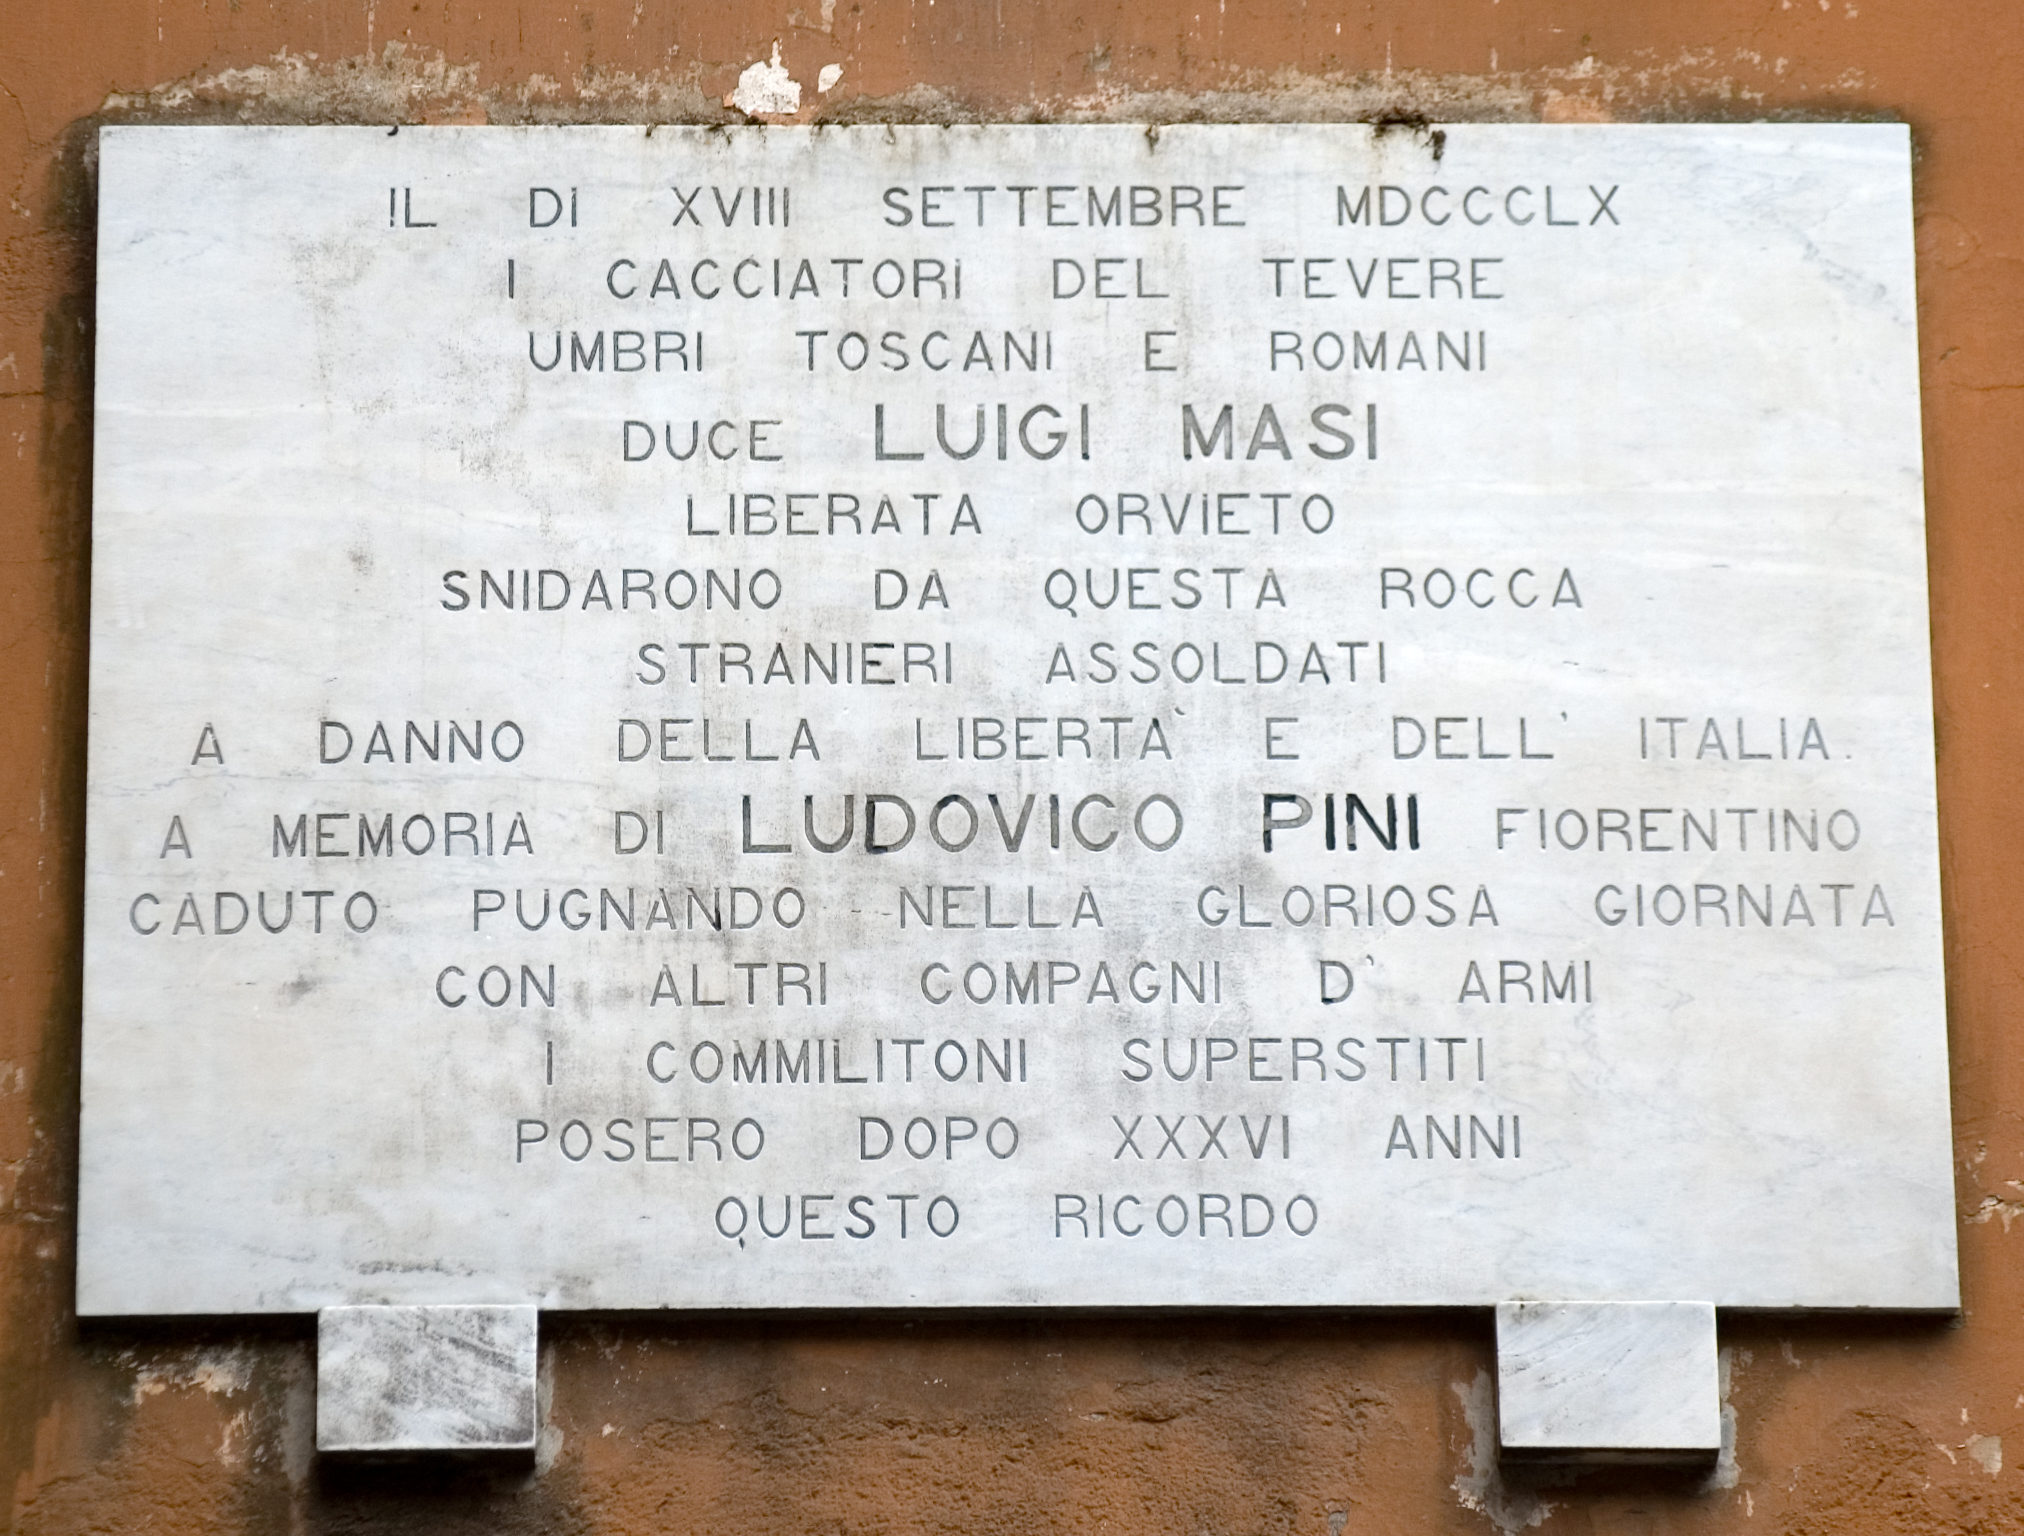 IL DI XVIII SETTEMBRE MDCCCLX
I CACCIATORI DEL TEVERE
UMBRI TOSCANI E ROMANI
DUCE LUIGI MASI
LIBERATA ORVIETO
SNIDARONO DA QUESTA ROCCA
STRANIERI ASSOLDATI
A DANNO DELLA LIBERTA` E DELL' ITALIA.
A MEMORIA DI LUDOVICO PINI FIORENTINO
CADUTO PUGNANDO NELLA GLORIOSA GIORNATA
CON ALTRI COMPAGNI D' ARMI
I COMMILITONI SUPERSTITI
POSERO DOPO XXXVI ANNI
QUESTO RICORDO